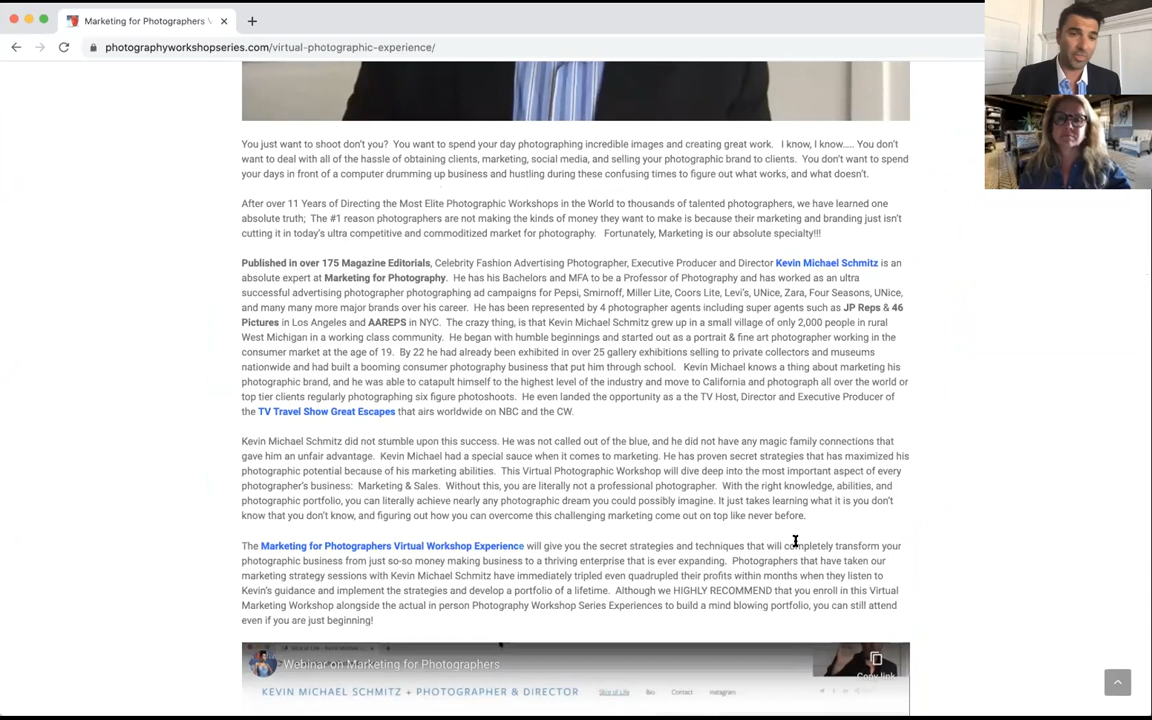 Marketing for Photographers V
photographyworkshopseries.com/virtual-photographic-experience/
You just want to shoot don't you?  You want to spend your day photographing incredible images and creating great work.   I know, I know..... You don't
want to deal with all of the hassle of obtaining clients, marketing, social media, and selling your photographic brand to clients.  You don't want to spend
your days in front of a computer drumming up business and hustling during these confusing times to figure out what works, and what doesn't.
After over 11 Years of Directing the Most Elite Photographic Workshops in the World to thousands of talented photographers, we have learned one
absolute truth;  The #1 reason photographers are not making the kinds of money they want to make is because their marketing and branding just isn't
cutting it in today's ultra competitive and commoditized market for photography.   Fortunately, Marketing is our absolute specialty!!!
Published in over 175 Magazine Editorials, Celebrity Fashion Advertising Photographer, Executive Producer and Director Kevin Michael Schmitz is an
absolute expert at Marketing for Photography.  He has his Bachelors and MFA to be a Professor of Photography and has worked as an ultra
successful advertising photographer photographing ad campaigns for Pepsi, Smirnoff, Miller Lite, Coors Lite, Levi's, UNice, Zara, Four Seasons, UNice,
and many many more major brands over his career.  He has been represented by 4 photographer agents including super agents such as JP Reps & 46
Pictures in Los Angeles and AAREPS in NYC.  The crazy thing, is that Kevin Michael Schmitz grew up in a small village of only 2,000 people in rural
West Michigan in a working class community.  He began with humble beginnings and started out as a portrait & fine art photographer working in the
consumer market at the age of 19.  By 22 he had already been exhibited in over 25 gallery exhibitions selling to private collectors and museums
nationwide and had built a booming consumer photography business that put him through school.   Kevin Michael knows a thing about marketing his
photographic brand, and he was able to catapult himself to the highest level of the industry and move to California and photograph all over the world or
top tier clients regularly photographing six figure photoshoots.  He even landed the opportunity as a the TV Host, Director and Executive Producer of
the TV Travel Show Great Escapes that airs worldwide on NBC and the CW.
Kevin Michael Schmitz did not stumble upon this success. He was not called out of the blue, and he did not have any magic family connections that
gave him an unfair advantage.  Kevin Michael had a special sauce when it comes to marketing. He has proven secret strategies that has maximized his
photographic potential because of his marketing abilities.  This Virtual Photographic Workshop will dive deep into the most important aspect of every
photographer's business:  Marketing & Sales.  Without this, you are literally not a professional photographer.  With the right knowledge, abilities, and
photographic portfolio, you can literally achieve nearly any photographic dream you could possibly imagine. It just takes learning what it is you don't
know that you don't know, and figuring out how you can overcome this challenging marketing come out on top like never before.
The Marketing for Photographers Virtual Workshop Experience will give you the secret strategies and techniques that will completely transform your
photographic business from just so-so money making business to a thriving enterprise that is ever expanding.  Photographers that have taken our
marketing strategy sessions with Kevin Michael Schmitz have immediately tripled even quadrupled their profits within months when they listen to
Kevin's guidance and implement the strategies and develop a portfolio of a lifetime.  Although we HIGHLY RECOMMEND that you enroll in this Virtual
Marketing Workshop alongside the actual in person Photography Workshop Series Experiences to build a mind blowing portfolio, you can still attend
even if you are just beginning!
Webinar on Marketing for Photographers
Copy link
KEVIN MICHAEL SCHMITZ + PHOTOGRAPHER & DIRECTOR Slice of Life Bio Contact Instagram